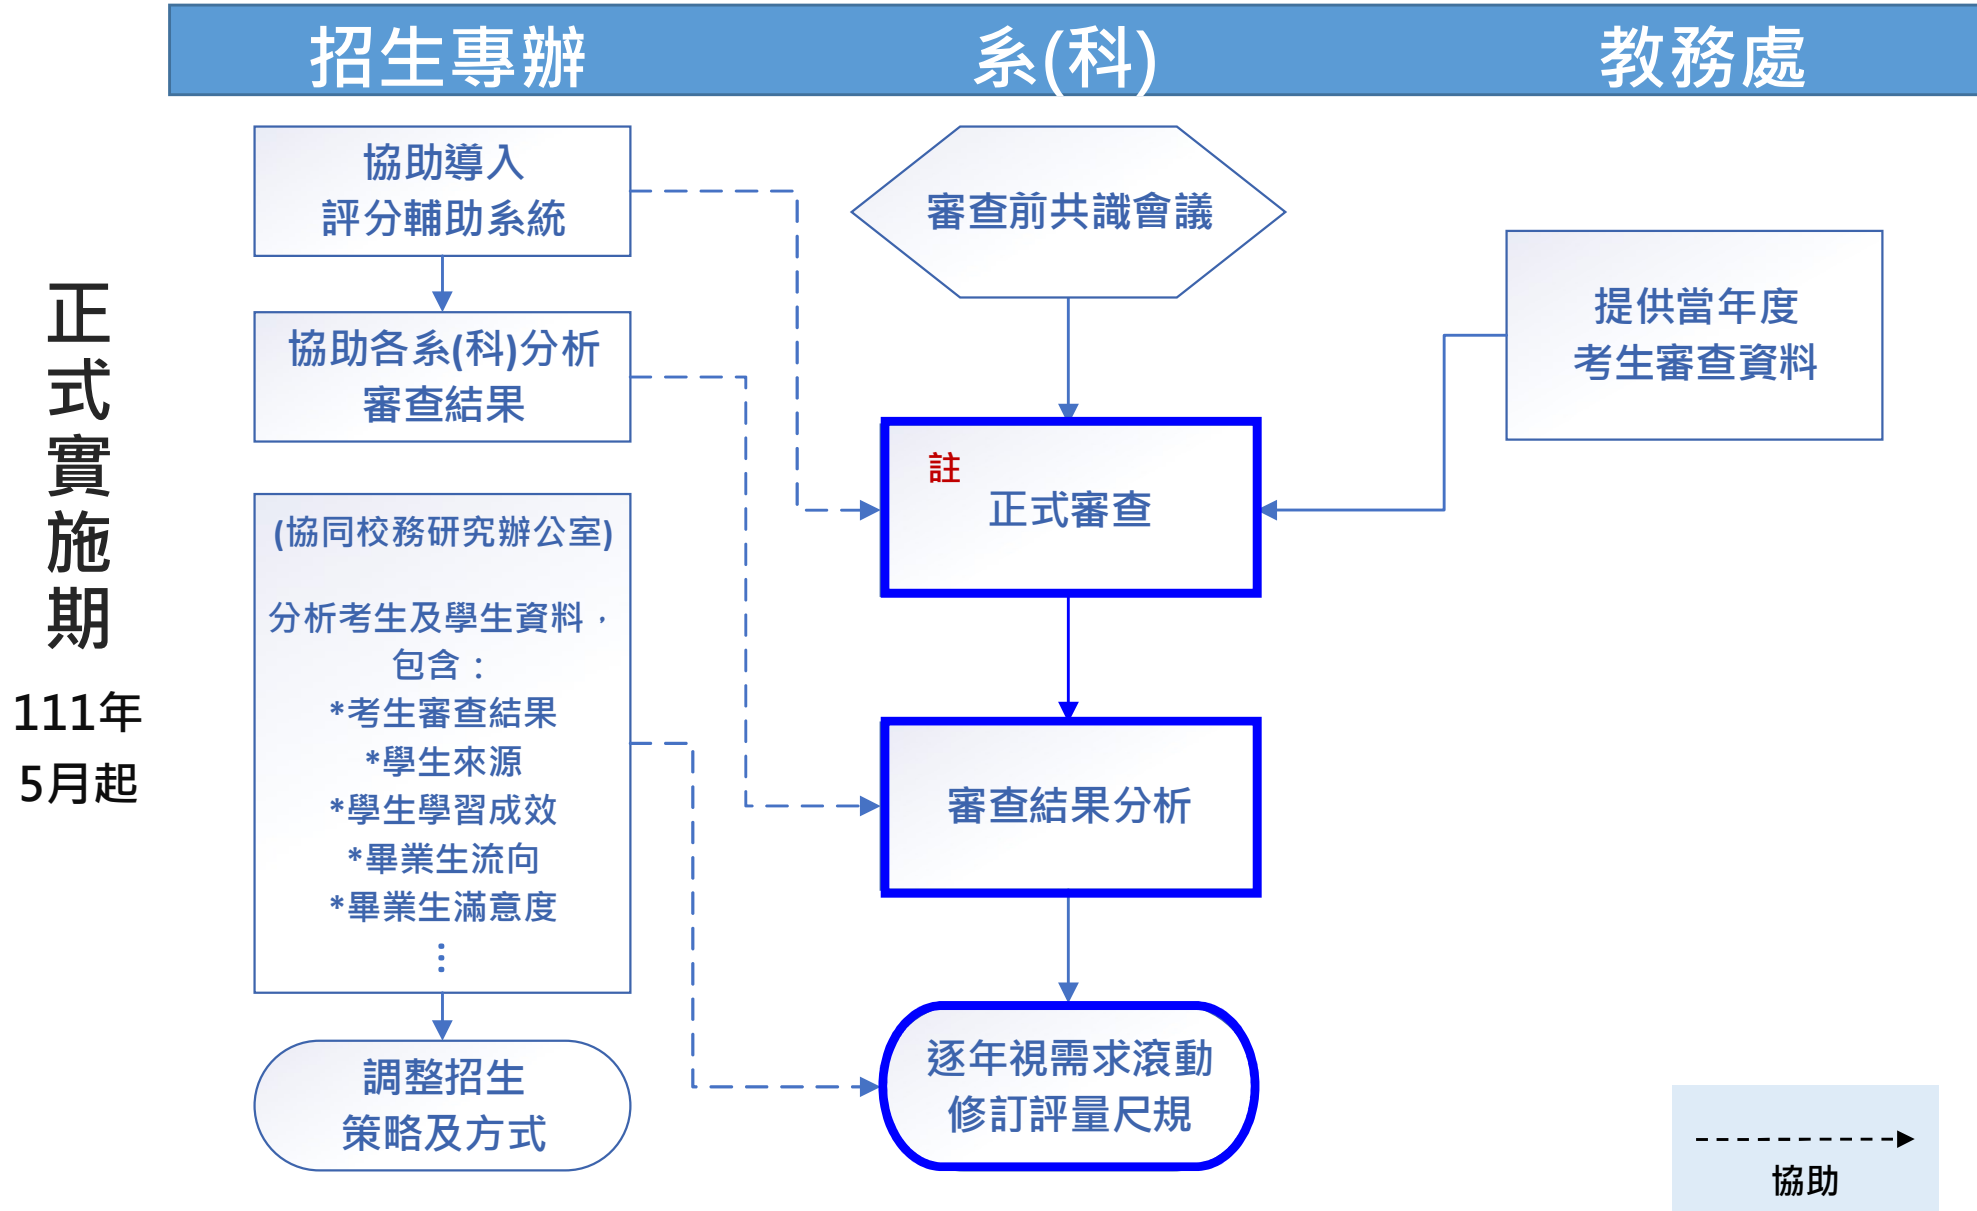 招生專辦
系(科)
教務處
正式實施期
111年
5月起
協助導入
評分輔助系統
協助各系(科)分析
審查結果
(協同校務研究辦公室)
分析考生及學生資料，
包含：
*考生審查結果
*學生來源
*學生學習成效
*畢業生流向
*畢業生滿意度
⋮
調整招生
策略及方式
審查前共識會議
註
正式審查
審查結果分析
逐年視需求滾動
修訂評量尺規
提供當年度
考生審查資料
協助